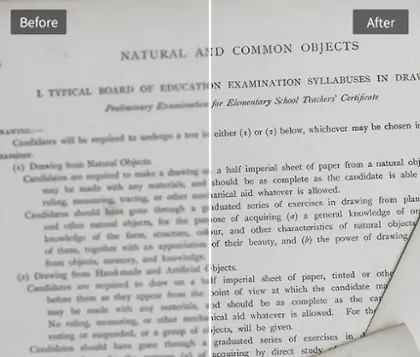 Before
After
NATURAL AND COMMON OBJECTS
I. TYPICAL BOARD OF EDUCATION EXAMINATION SYLLABUSES IN DRAW
Preliminary Examination for Elementary School Teachers' Certificate
RAWING.—
Candidates will be required to undergo a test in either (1) or (2) below, whichever may be chosen i
xaminer.
(1) Drawing from Natural Objects.
Candidates are required to make a drawing on a half imperial sheet of paper from a natural obj
may be made with any materials, and should be as complete as the candidate is able
ruling, measuring, tracing, or other mechanical aid whatever is allowed.
Candidates should have gone through a graduated series of exercises in drawing from plan
and other natural objects, for the purpose of acquiring (a) a general knowledge of or
knowledge of the form, structure, colour, and other characteristics of natural objects
of them, together with an appreciation of their beauty, and (b) the power of drawing
from objects, memory, and knowledge.
(2) Drawing from Hand-made and Artificial Objects.
Candidates are required to draw on a half imperial sheet of paper, tinted or othe
before them as they appear from the point of view at which the candidate ma
be made with any materials, and should be as complete as the ca
No ruling, measuring, or other mechanical aid whatever is allowed. For the
resting or suspended, or a group of objects, will be given.
Candidates should have gone through a graduated series of exercises in d
acquiring by direct study